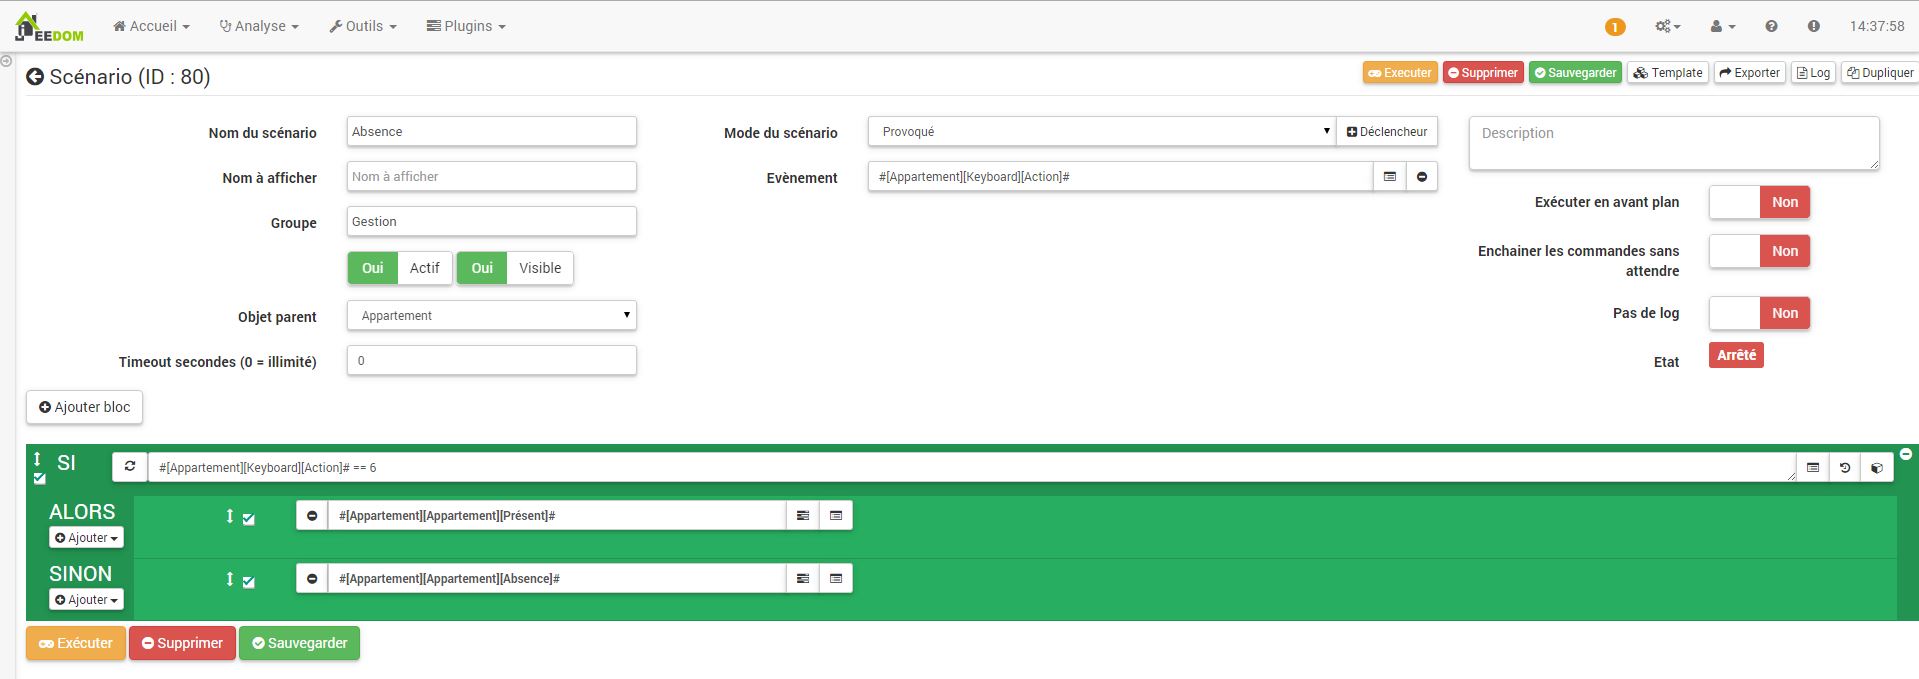 JEEDOM Accueil Analyse Outils Plugins 1 14:37:58
Scénario (ID : 80) Executer Supprimer Sauvegarder Template Exporter Log Dupliquer
Nom du scénario Absence Mode du scénario Provoqué Déclencheur Description
Nom à afficher Nom à afficher Evènement #[Appartement][Keyboard][Action]#
Exécuter en avant plan Non
Groupe Gestion
Enchainer les commandes sans
attendre Non
Oui Actif Oui Visible
Objet parent Appartement Pas de log Non
Timeout secondes (0 = illimité) 0 Etat Arrêté
Ajouter bloc
SI #[Appartement][Keyboard][Action]# == 6
ALORS #[Appartement][Appartement][Présent]#
Ajouter
SINON #[Appartement][Appartement][Absence]#
Ajouter
Exécuter Supprimer Sauvegarder